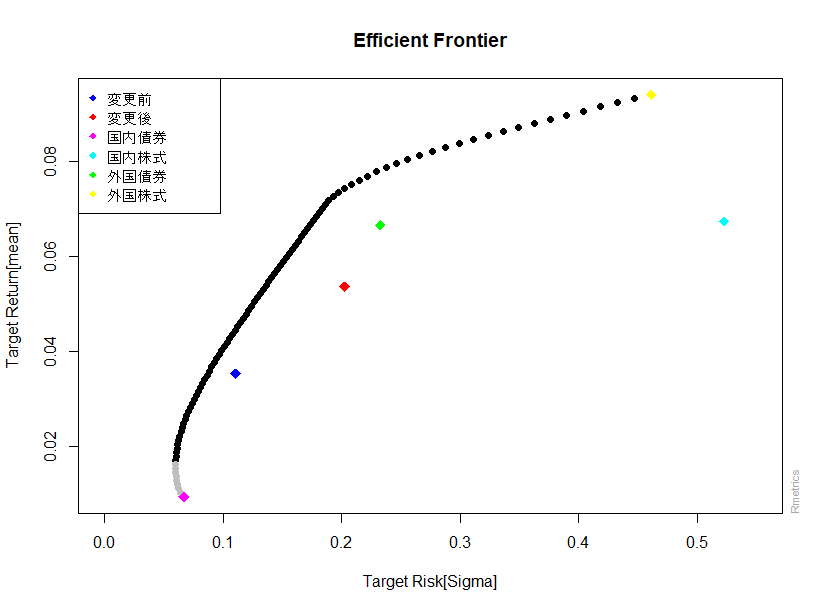 Efficient Frontier
変更前
変更後
国内債券
国内株式
外国債券
外国株式
Target Return[mean]
0.08
0.06
0.04
0.02
0.0 0.1 0.2 0.3 0.4 0.5
Target Risk[Sigma]
Rmetrics